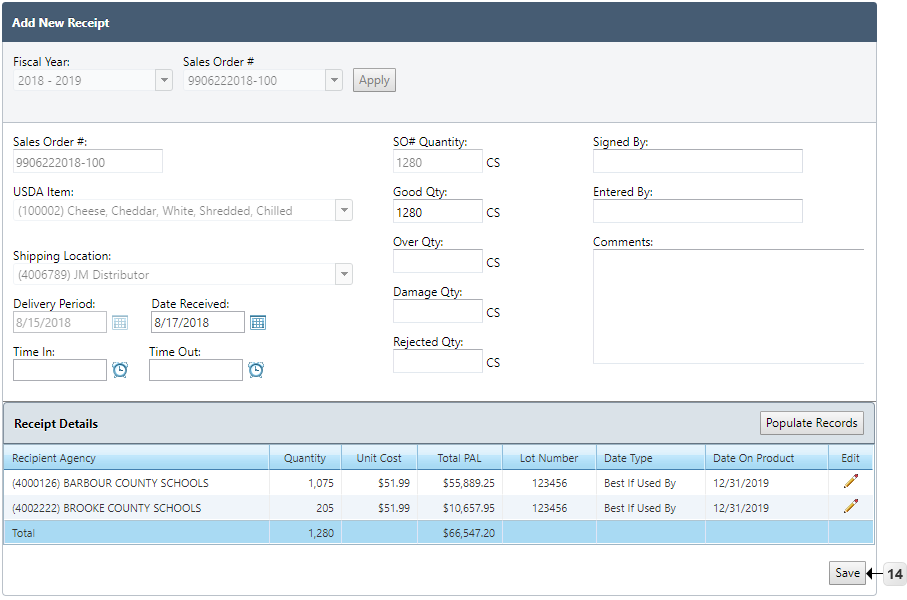 Add New Receipt
Fiscal Year: Sales Order #
2018 - 2019 9906222018-100 Apply
Sales Order #: SO# Quantity: Signed By:
9906222018-100 1280 CS
USDA Item: Good Qty: Entered By:
(100002) Cheese, Cheddar, White, Shredded, Chilled 1280 CS
Over Qty: Comments:
Shipping Location: CS
(4006789) JM Distributor
Damage Qty:
Delivery Period: Date Received: CS
8/15/2018 8/17/2018
Rejected Qty:
Time In: Time Out: CS
Receipt Details Populate Records
Recipient Agency Quantity Unit Cost Total PAL Lot Number Date Type Date On Product Edit
(4000126) BARBOUR COUNTY SCHOOLS 1,075 $51.99 $55,889.25 123456 Best If Used By 12/31/2019
(4002222) BROOKE COUNTY SCHOOLS 205 $51.99 $10,657.95 123456 Best If Used By 12/31/2019
Total 1,280 $66,547.20
Save 14